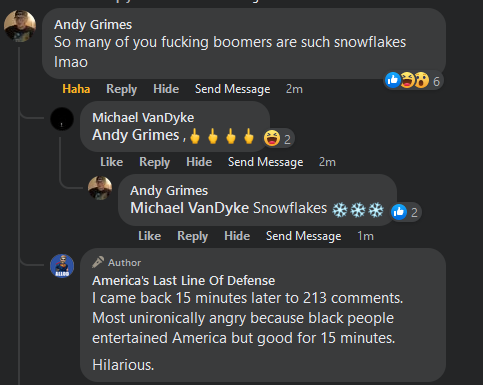 Andy Grimes
So many of you fucking boomers are such snowflakes
lmao
6
Haha Reply Hide Send Message 2m
Michael VanDyke
Andy Grimes ,🖕🖕🖕🖕
2
Like Reply Hide Send Message 2m
Andy Grimes
Michael VanDyke Snowflakes ❄️❄️❄️
2
Like Reply Hide Send Message 1m
Author
America's Last Line Of Defense
I came back 15 minutes later to 213 comments.
Most unironically angry because black people
entertained America but good for 15 minutes.
Hilarious.
ALLOD